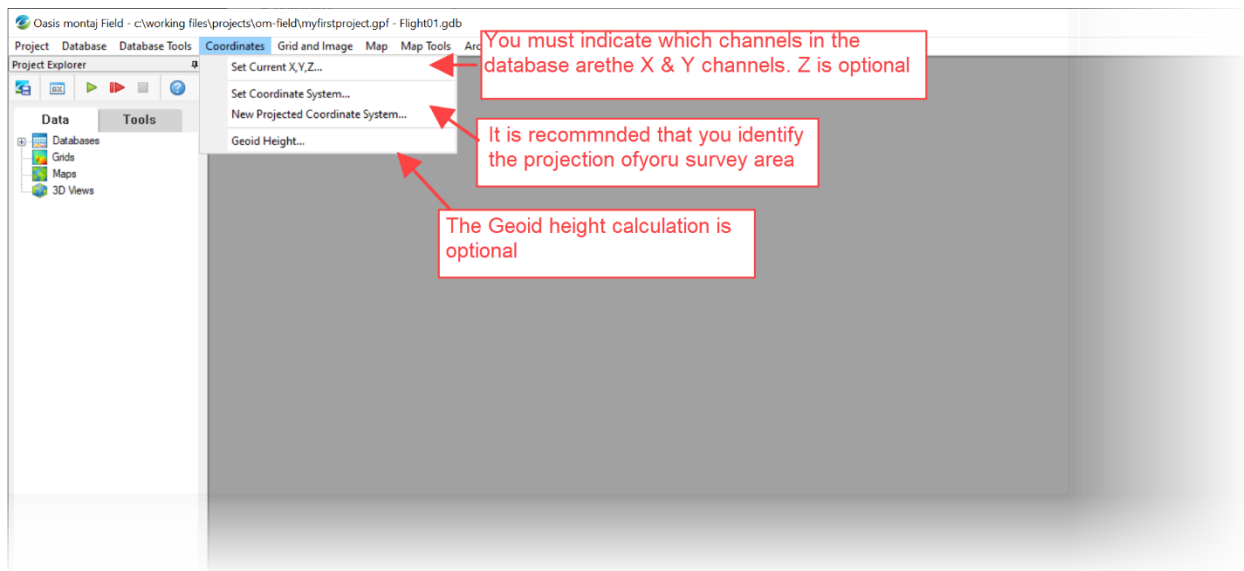 Oasis montaj Field - c:\working files\projects\om-field\myfirstproject.gpf - Flight01.gdb
Project Database Database Tools Coordinates Grid and Image Map Map Tools
You must indicate which channels in the
database arethe X & Y channels. Z is optional
Project Explorer
Set Current X,Y,Z...
GX
Set Coordinate System...
Data Tools
New Projected Coordinate System...
It is recommnded that you identify
the projection ofyoru survey area
Databases
Geoid Height...
Grids
Maps
3D Views
The Geoid height calculation is
optional